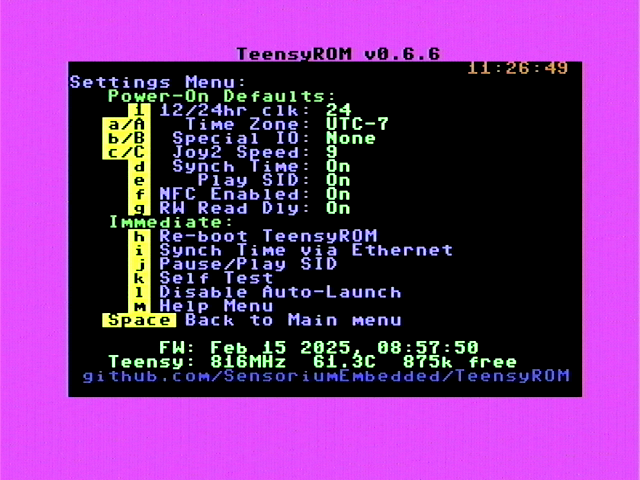 TeensyROM v0.6.6
11:26:49
Settings Menu:
Power-On Defaults:
1 12/24hr clk: 24
a/A Time Zone: UTC-7
b/B Special IO: None
c/C Joy2 Speed: 9
d Synch Time: On
e Play SID: On
f NFC Enabled: On
g RW Read Dly: On
Immediate:
h Re-boot TeensyROM
i Synch Time via Ethernet
j Pause/Play SID
k Self Test
l Disable Auto-Launch
m Help Menu
Space Back to Main menu
FW: Feb 15 2025, 08:57:50
Teensy: 816MHz 61.3C 875k free
github.com/SensoriumEmbedded/TeensyROM